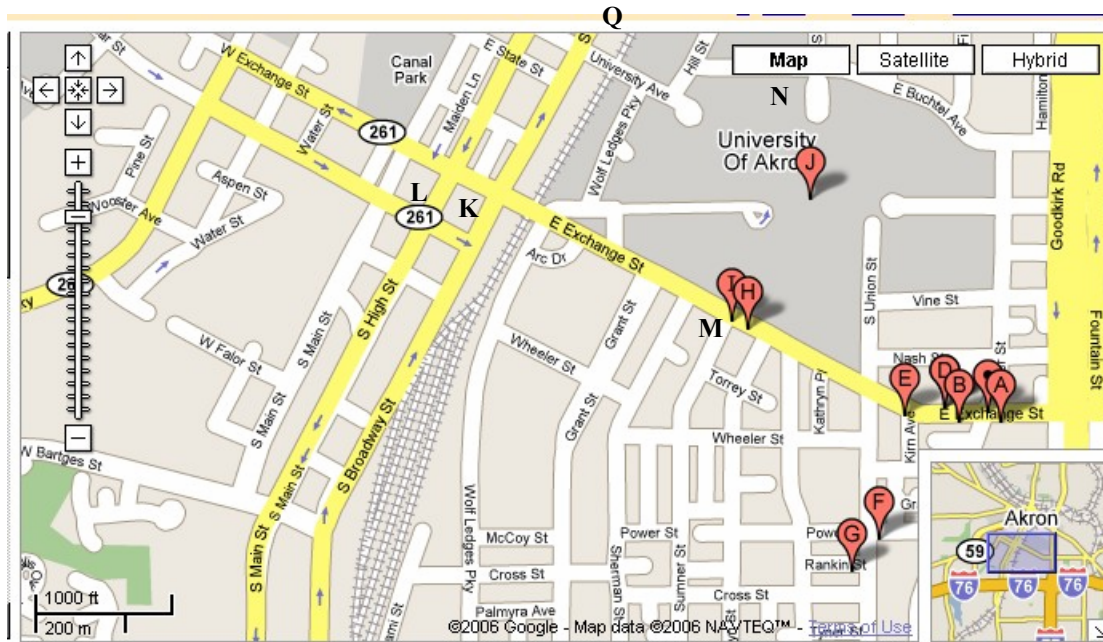 Q
Map
Satellite
Hybrid
Canal
Park
E State St
Maiden Ln
W Exchange St
Water St
261
Pine St
Aspen St
Wooster Ave
Water St
University Ave
Hill St
Wolf Ledges Pky
N
University
Of Akron
J
E Buchtel Ave
Hamilton
Goodkirk Rd
Fountain St
L
261
K
E Exchange St
Arc Dr
S Union St
Vine St
I
H
M
S High St
S Main St
W Falor St
Wheeler St
Grant St
Torrey St
Kathryn Pl
Nash St
E
D
B
A
E Exchange St
Kirn Ave
S Main St
Grant St
Wheeler St
W Bartges St
S Main St
S Broadway St
Wolf Ledges Pky
F
G
Power St
McCoy St
Rankin St
Cross St
Sherman St
Sumner St
Cross St
Palmyra Ave
S Main St
Akron
59
76
76
76
1000 ft
200 m
©2006 Google - Map data ©2006 NAVTEQ™ - Terms of Use
Tyler St